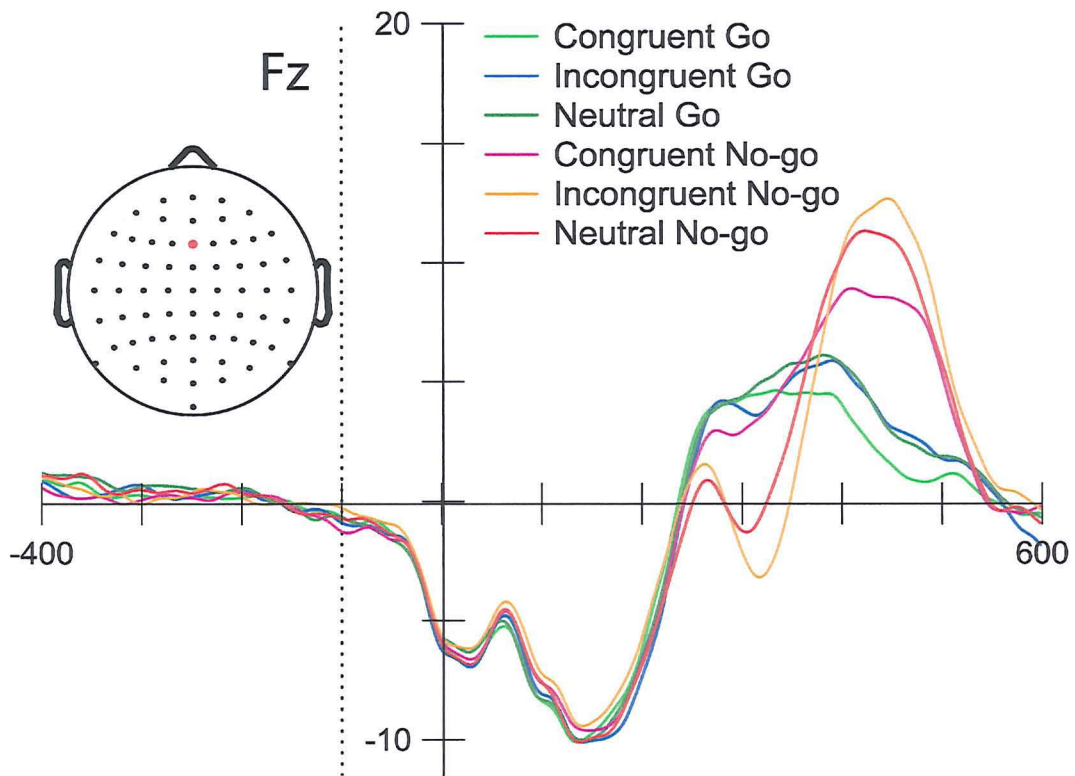 20
Fz
Congruent Go
Incongruent Go
Neutral Go
Congruent No-go
Incongruent No-go
Neutral No-go
-400
600
-10